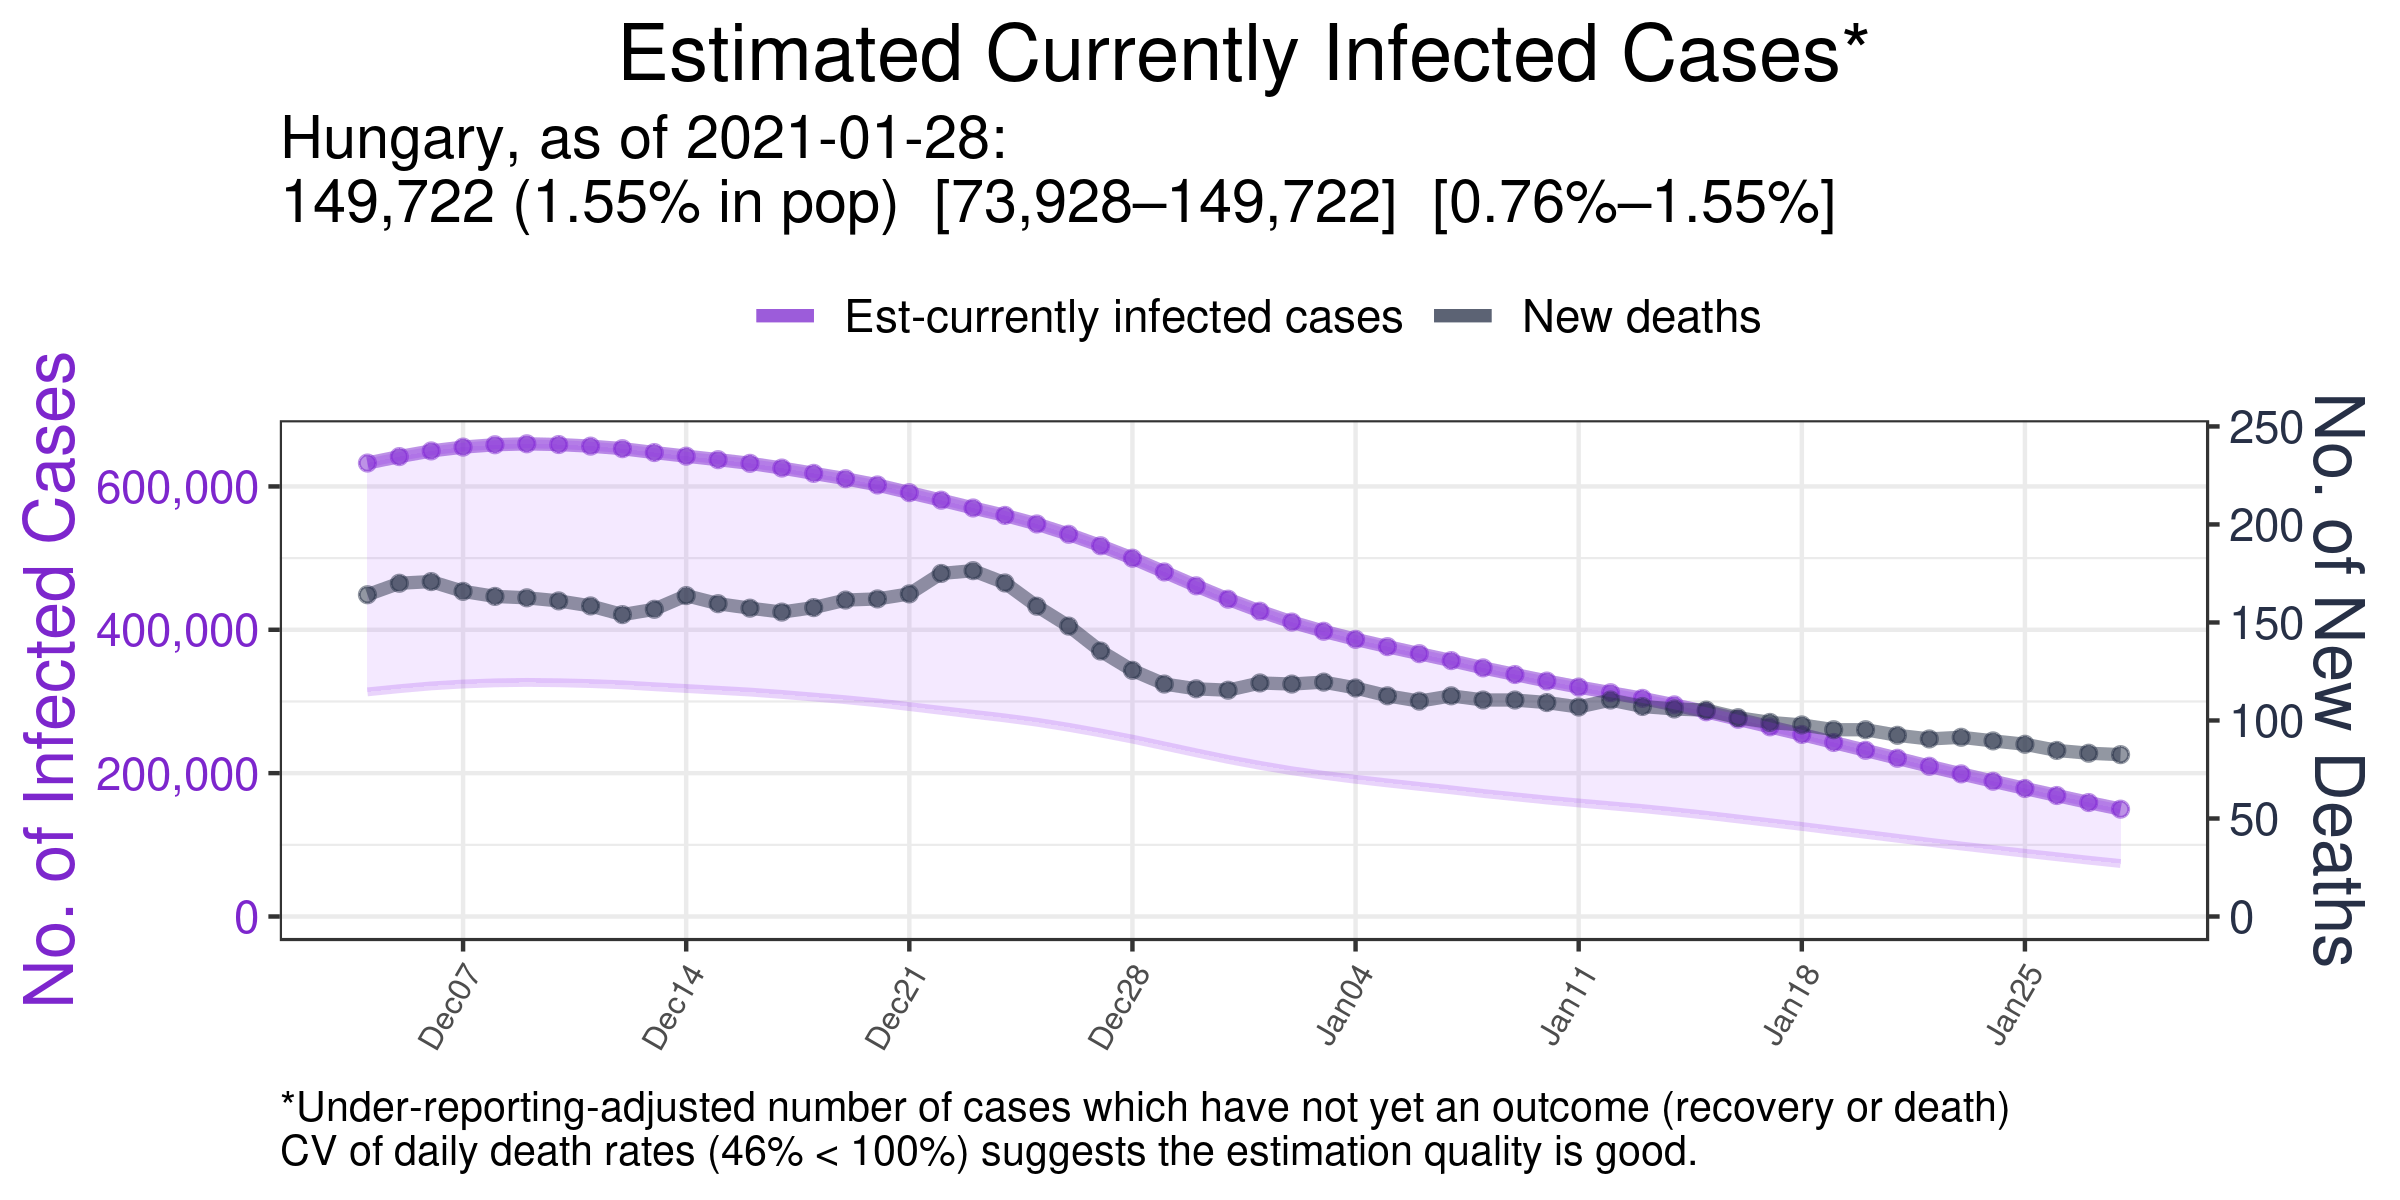 Estimated Currently Infected Cases*
Hungary, as of 2021-01-28:
149,722 (1.55% in pop)  [73,928–149,722]  [0.76%–1.55%]
Est-currently infected cases
New deaths
No. of Infected Cases
600,000
400,000
200,000
0
250
200
150
100
50
0
No. of New Deaths
Dec07
Dec14
Dec21
Dec28
Jan04
Jan11
Jan18
Jan25
*Under-reporting-adjusted number of cases which have not yet an outcome (recovery or death)
CV of daily death rates (46% < 100%) suggests the estimation quality is good.